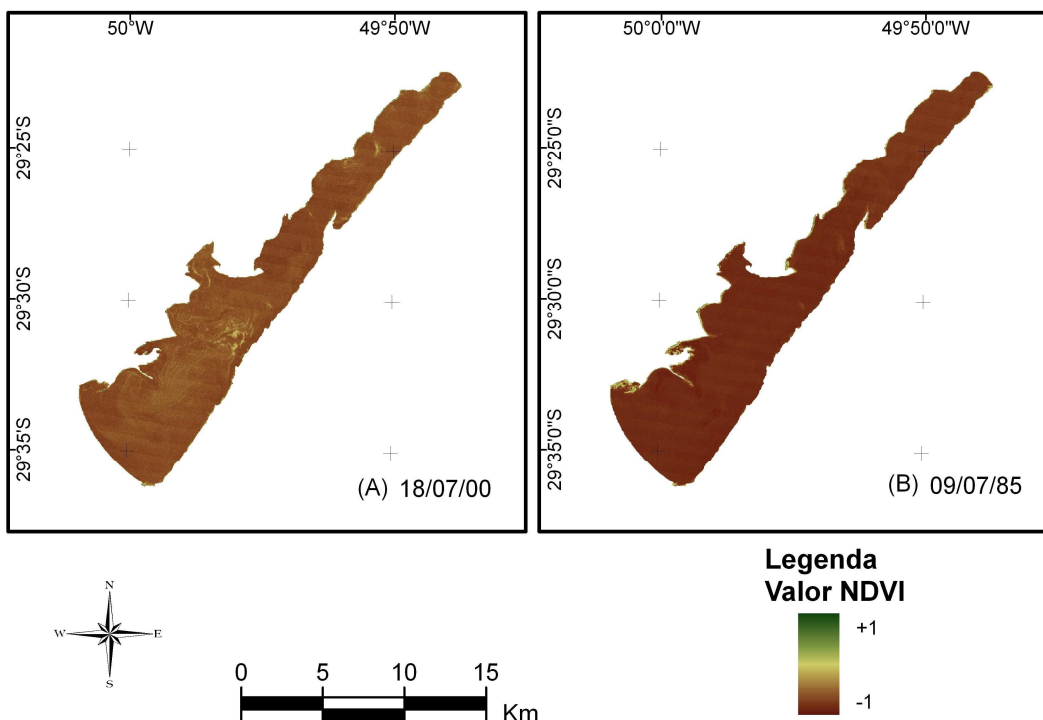 50°W 49°50'W
29°25'S
29°30'S
29°35'S
(A) 18/07/00
50°0'0"W 49°50'0"W
29°25'0"S
29°30'0"S
29°35'0"S
(B) 09/07/85
N
W E
S
0 5 10 15
Km
Legenda
Valor NDVI
+1
-1